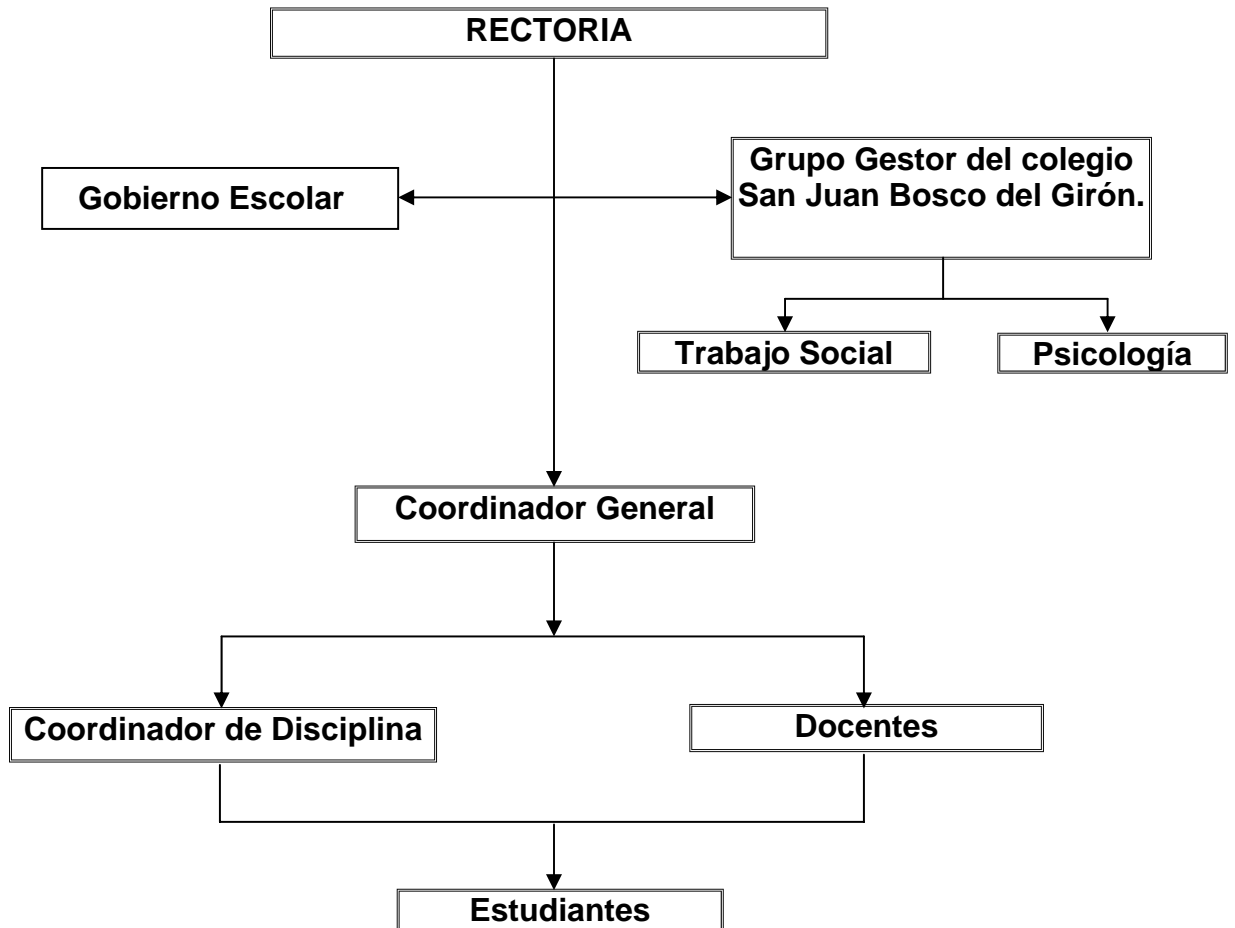 RECTORIA
Gobierno Escolar
Grupo Gestor del colegio
San Juan Bosco del Girón.
Trabajo Social
Psicología
Coordinador General
Coordinador de Disciplina
Docentes
Estudiantes